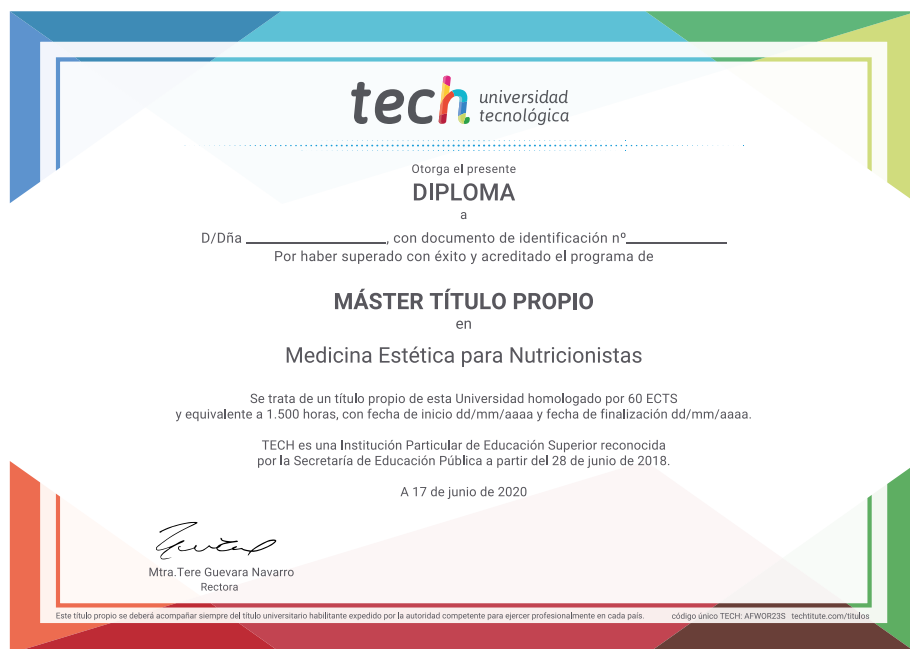 tech universidad
tecnológica
Otorga el presente
DIPLOMA
a
D/Dña ____________________, con documento de identificación nº______________
Por haber superado con éxito y acreditado el programa de
MÁSTER TÍTULO PROPIO
en
Medicina Estética para Nutricionistas
Se trata de un título propio de esta Universidad homologado por 60 ECTS
y equivalente a 1.500 horas, con fecha de inicio dd/mm/aaaa y fecha de finalización dd/mm/aaaa.
TECH es una Institución Particular de Educación Superior reconocida
por la Secretaría de Educación Pública a partir del 28 de junio de 2018.
A 17 de junio de 2020
Mtra.Tere Guevara Navarro
Rectora
Este título propio se deberá acompañar siempre del título universitario habilitante expedido por la autoridad competente para ejercer profesionalmente en cada país. código único TECH: AFWOR23S techtitute.com/titulos